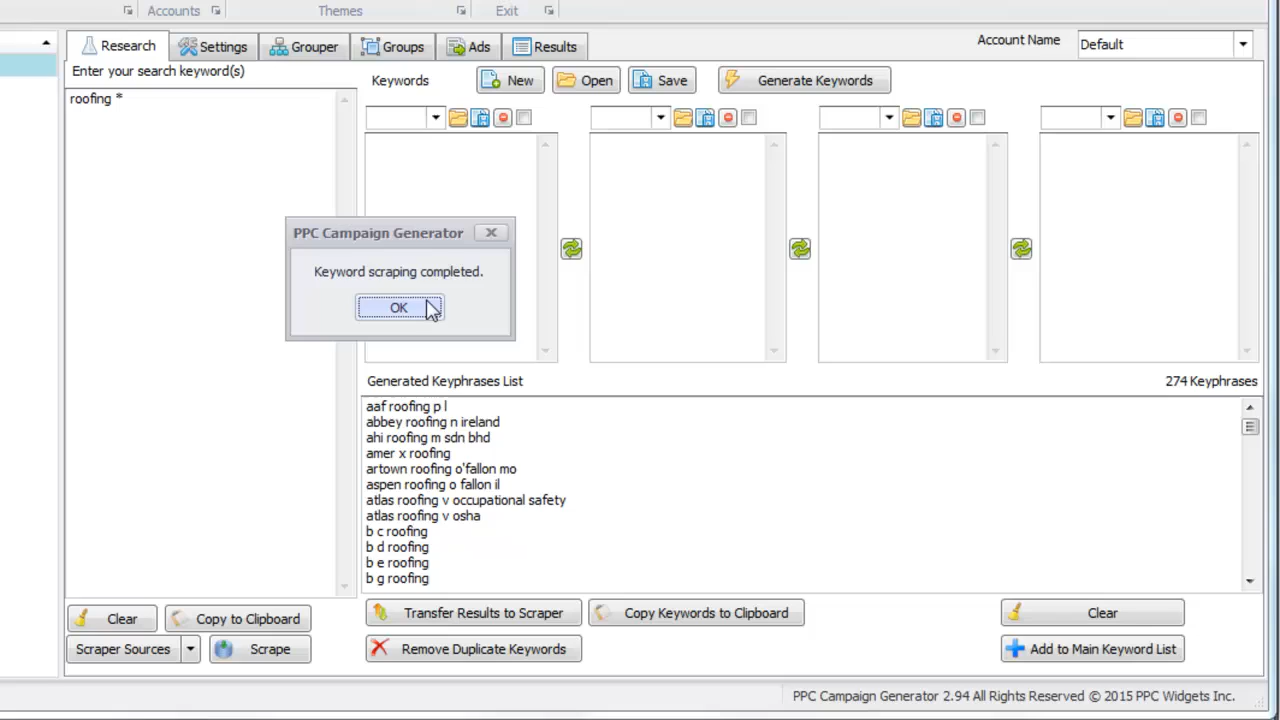 Accounts Themes Exit
Research Settings Grouper Groups Ads Results
Account Name Default
Enter your search keyword(s)
roofing *
Keywords New Open Save Generate Keywords
PPC Campaign Generator
Keyword scraping completed.
OK
Generated Keyphrases List 274 Keyphrases
aaf roofing p l
abbey roofing n ireland
ahi roofing m sdn bhd
amer x roofing
artown roofing o'fallon mo
aspen roofing o fallon il
atlas roofing v occupational safety
atlas roofing v osha
b c roofing
b d roofing
b e roofing
b g roofing
Clear Copy to Clipboard
Scraper Sources Scrape
Transfer Results to Scraper Copy Keywords to Clipboard Clear
Remove Duplicate Keywords Add to Main Keyword List
PPC Campaign Generator 2.94 All Rights Reserved © 2015 PPC Widgets Inc.